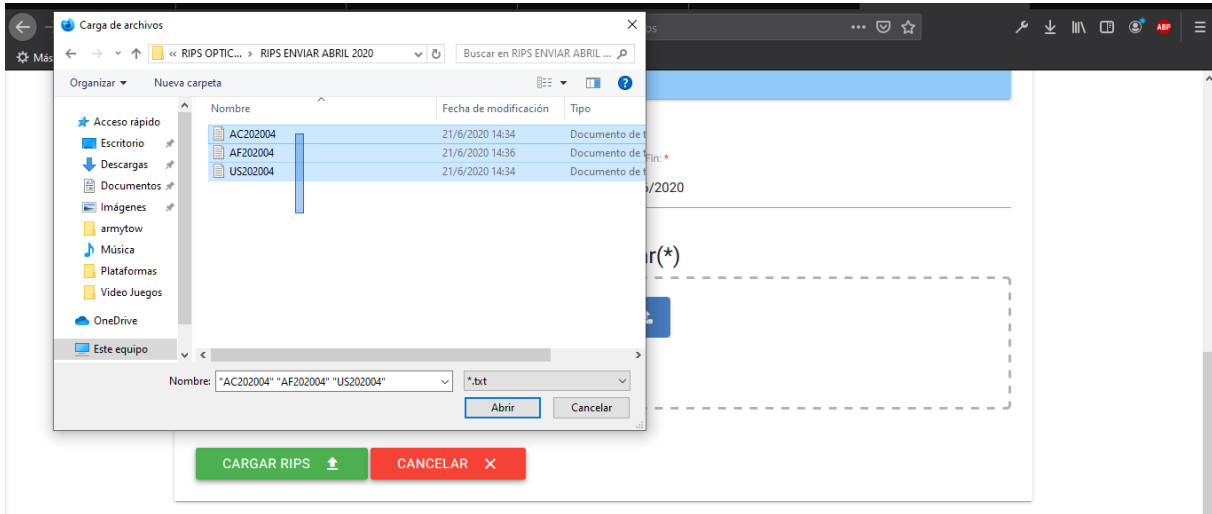 Carga de archivos
os
ABP
Más
« RIPS OPTIC... › RIPS ENVIAR ABRIL 2020
Buscar en RIPS ENVIAR ABRIL ...
Organizar
Nueva carpeta
?
Nombre
Fecha de modificación
Tipo
Acceso rápido
Escritorio
Descargas
Documentos
Imágenes
armytow
Música
Plataformas
Video Juegos
OneDrive
Este equipo
AC202004 21/6/2020 14:34 Documento de t
AF202004 21/6/2020 14:36 Documento de t
US202004 21/6/2020 14:34 Documento de t
Fin: *
/2020
ar(*)
Nombre: "AC202004" "AF202004" "US202004"
*.txt
Abrir
Cancelar
CARGAR RIPS
CANCELAR